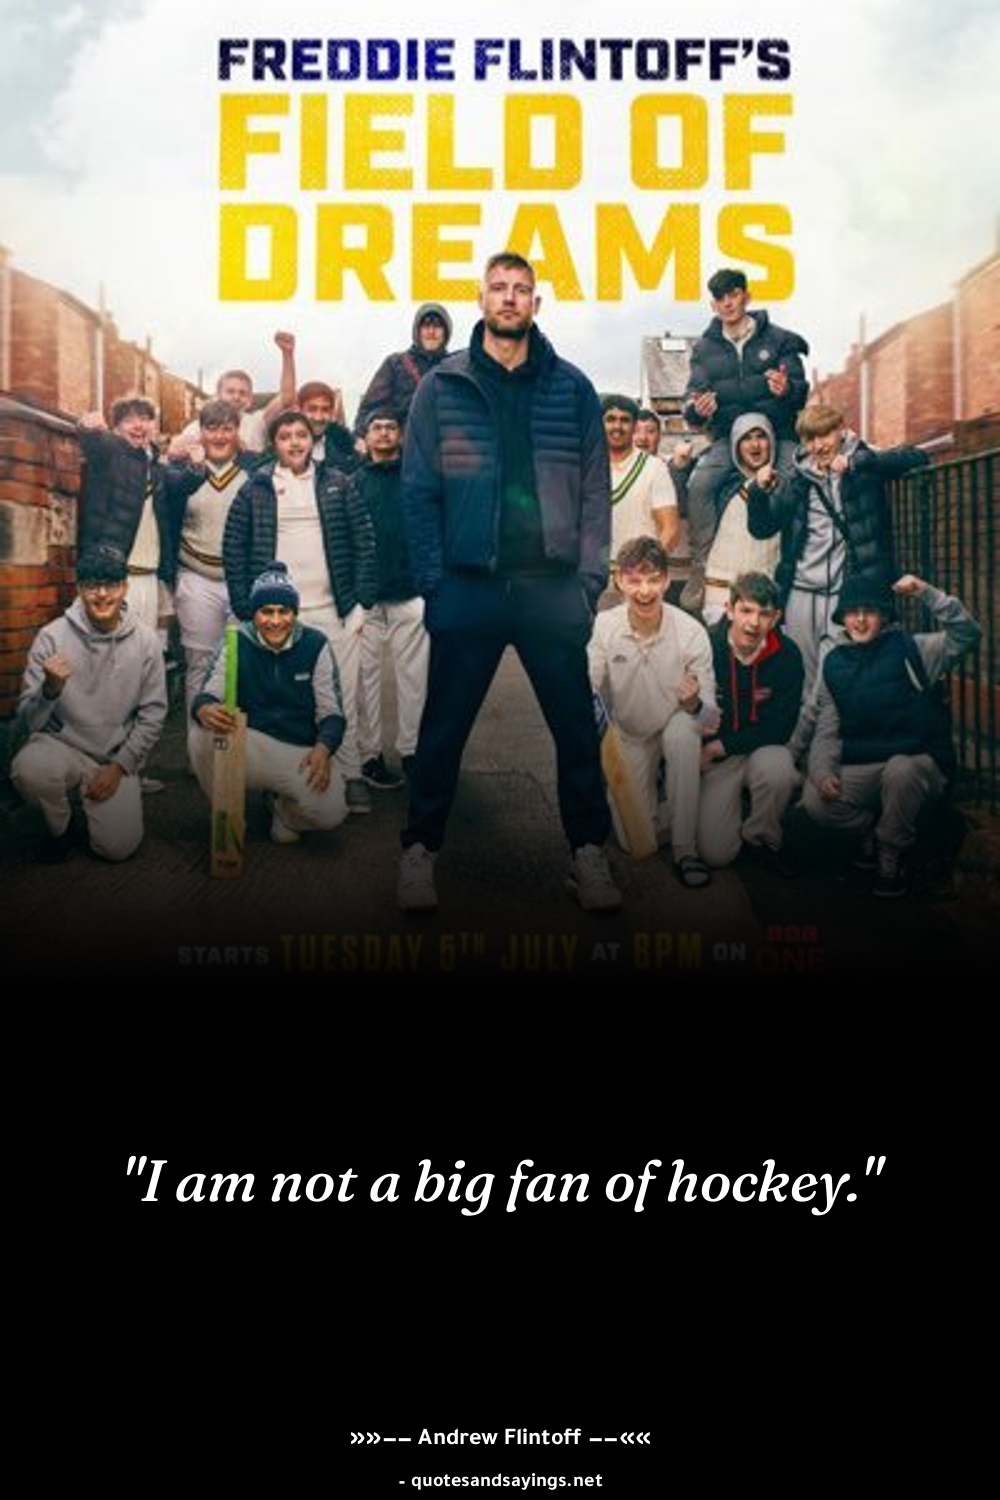 FREDDIE FLINTOFF'S
FIELD OF
DREAMS
STARTS TUESDAY 5TH JULY AT 8PM ON BBC ONE
"I am not a big fan of hockey."
»»–– Andrew Flintoff ––««
- quotesandsayings.net